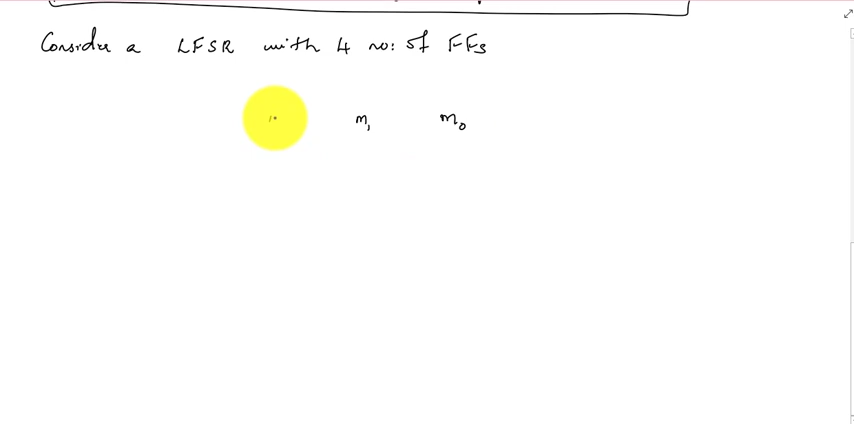 Consider a LFSR with 4 no: of FFs
m₁ m₀